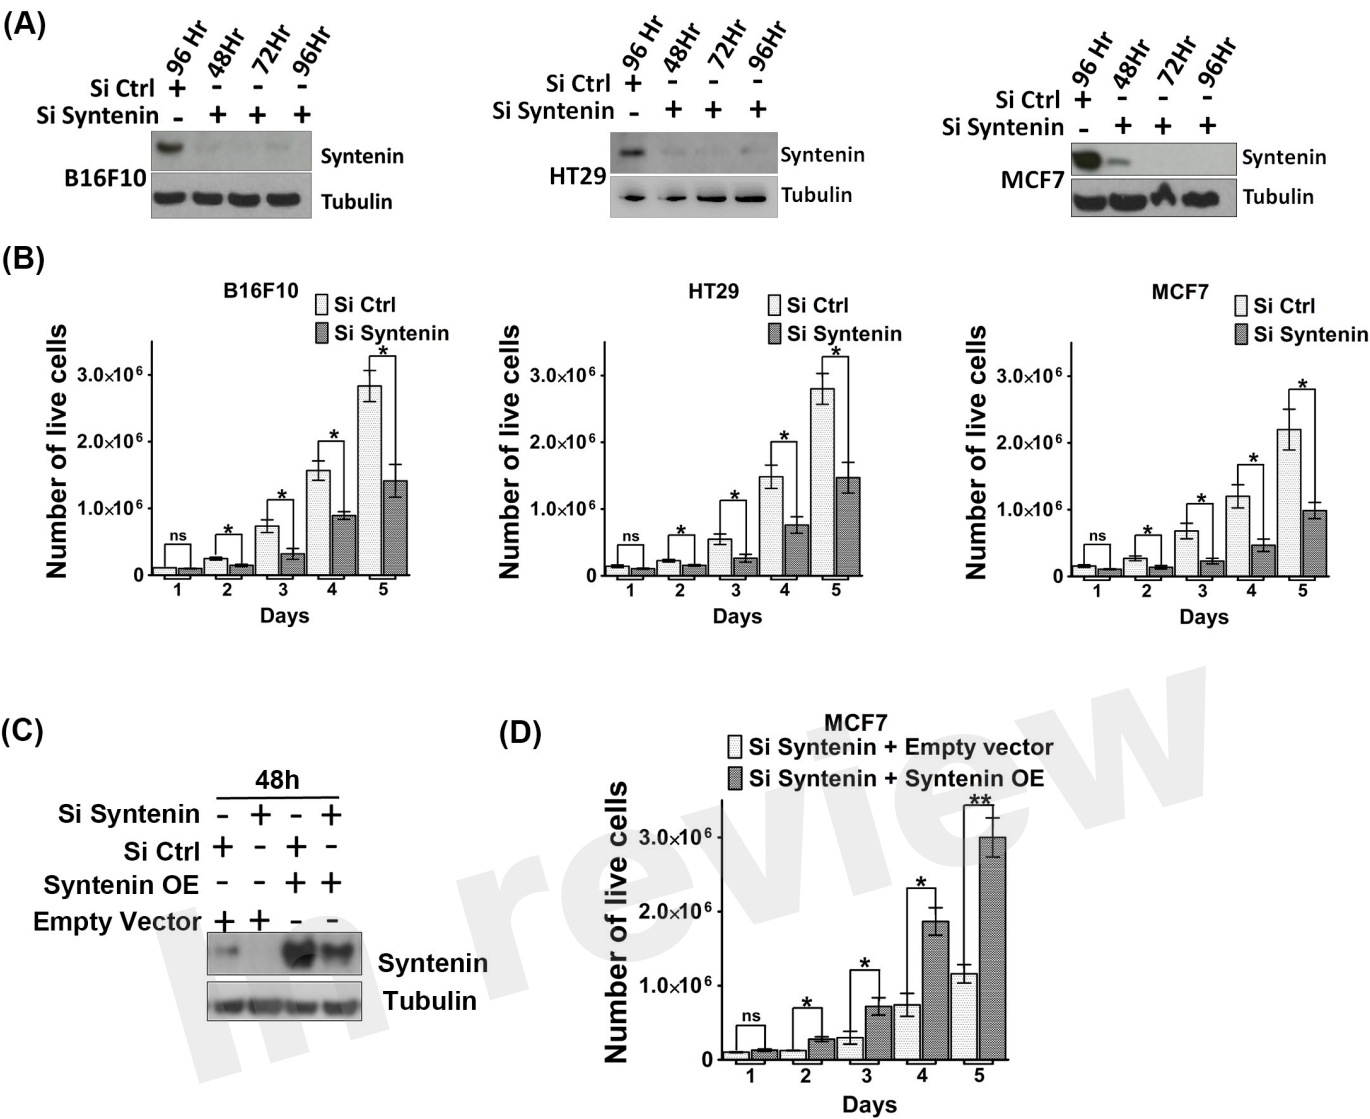 (A)
96 Hr 48Hr 72Hr 96Hr
Si Ctrl + - - -
Si Syntenin - + + +
B16F10
Syntenin
Tubulin
96 Hr 48Hr 72Hr 96Hr
Si Ctrl + - - -
Si Syntenin - + + +
HT29
Syntenin
Tubulin
96 Hr 48Hr 72Hr 96Hr
Si Ctrl + - - -
Si Syntenin - + + +
MCF7
Syntenin
Tubulin
(B)
B16F10
Si Ctrl
Si Syntenin
Number of live cells
3.0×10⁶
2.0×10⁶
1.0×10⁶
0
ns * * * *
1 2 3 4 5
Days
HT29
Si Ctrl
Si Syntenin
Number of live cells
3.0×10⁶
2.0×10⁶
1.0×10⁶
0
ns * * * *
1 2 3 4 5
Days
MCF7
Si Ctrl
Si Syntenin
Number of live cells
3.0×10⁶
2.0×10⁶
1.0×10⁶
0
ns * * * *
1 2 3 4 5
Days
(C)
48h
Si Syntenin - + - +
Si Ctrl + - + -
Syntenin OE - - + +
Empty Vector + + - -
Syntenin
Tubulin
(D)
MCF7
Si Syntenin + Empty vector
Si Syntenin + Syntenin OE
Number of live cells
3.0×10⁶
2.0×10⁶
1.0×10⁶
0
ns * * * **
1 2 3 4 5
Days
In review